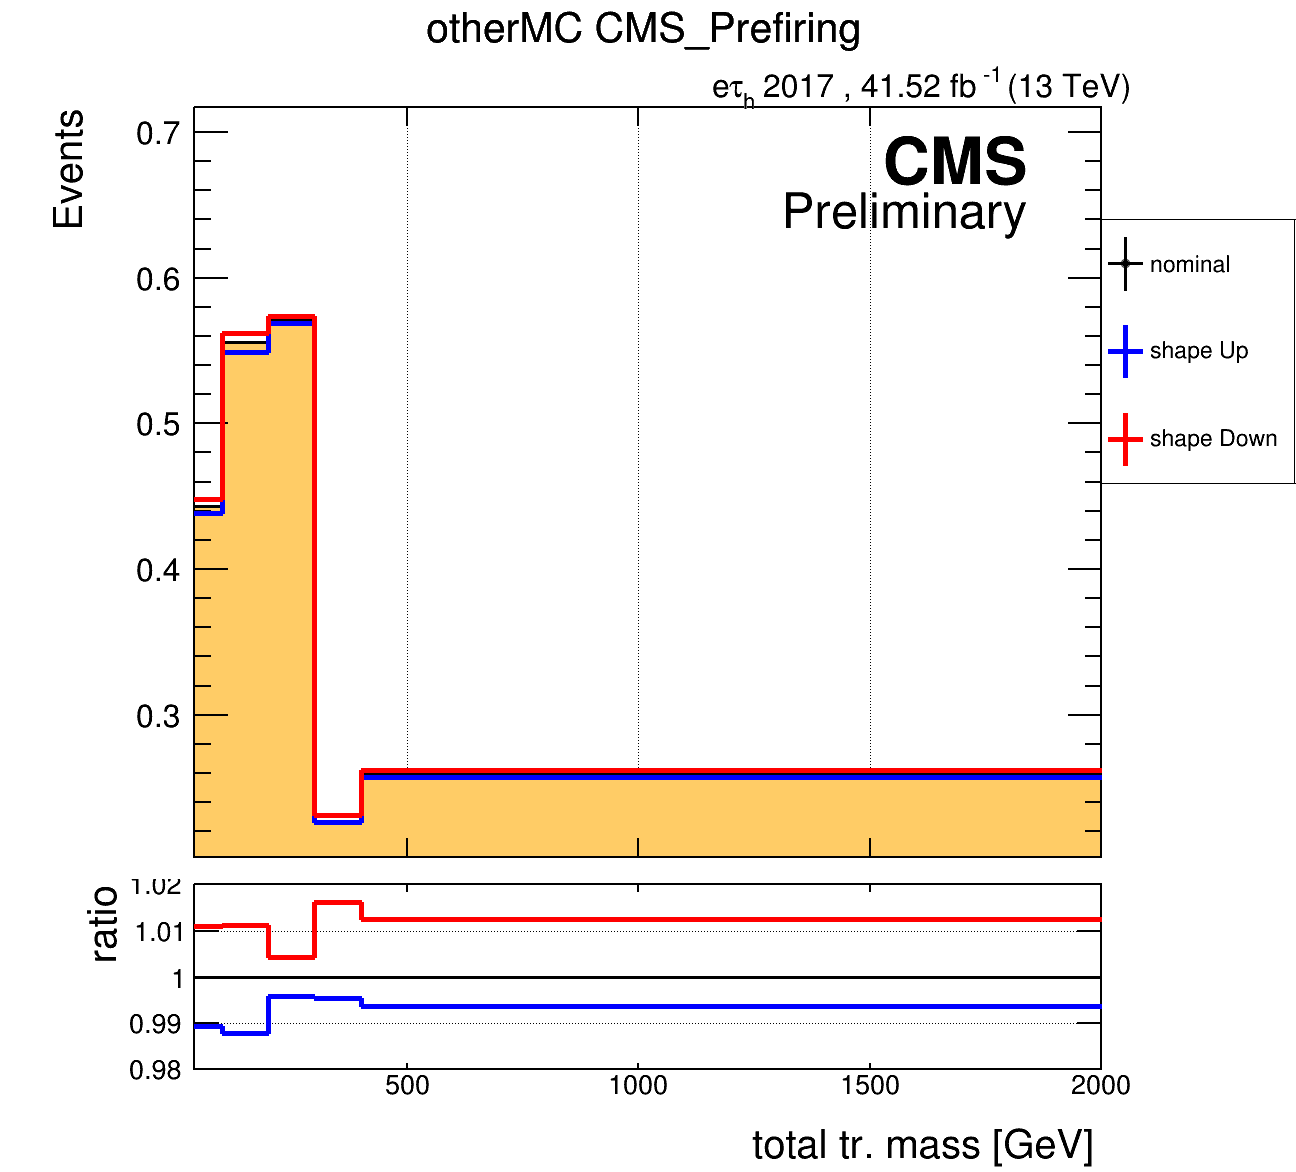 otherMC CMS_Prefiring
eτh 2017 , 41.52 fb -1 (13 TeV)
Events
0.7
0.6
0.5
0.4
0.3
CMS
Preliminary
nominal
shape Up
shape Down
ratio
1.02
1.01
1
0.99
0.98
500
1000
1500
2000
total tr. mass [GeV]